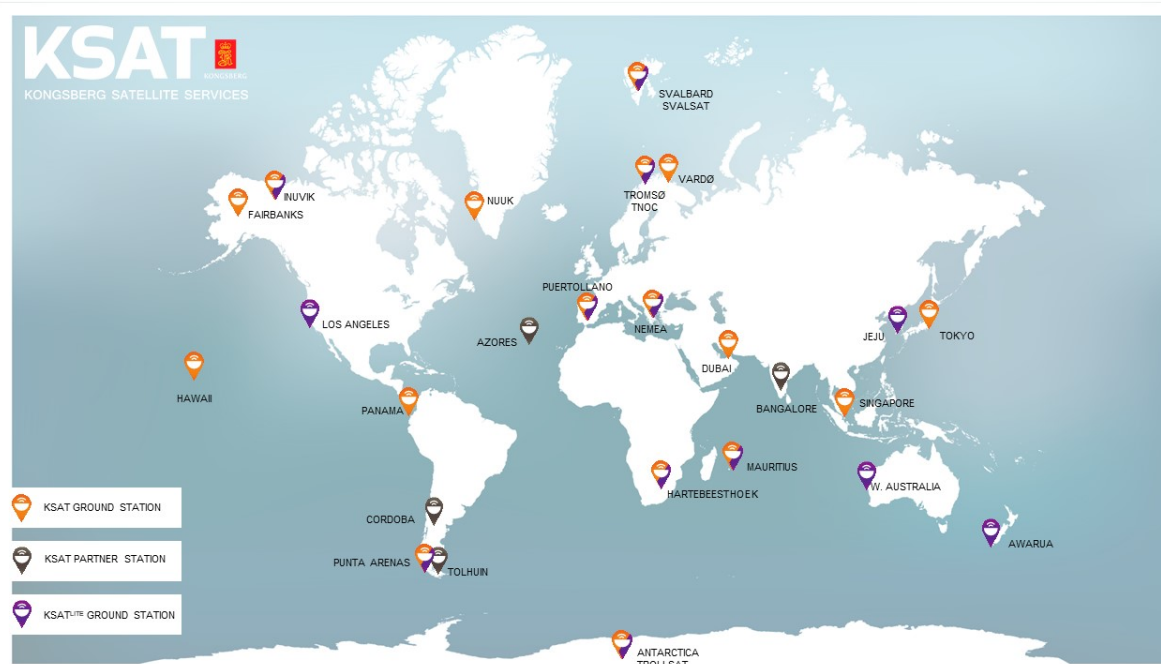 KSAT
KONGSBERG
KONGSBERG SATELLITE SERVICES
SVALBARD
SVALSAT
INUVIK
FAIRBANKS
NUUK
TROMSØ
TNOC
VARDØ
PUERTOLLANO
LOS ANGELES
AZORES
NEMEA
JEJU
TOKYO
DUBAI
HAWAII
PANAMA
BANGALORE
SINGAPORE
MAURITIUS
HARTEBEESTHOEK
W. AUSTRALIA
KSAT GROUND STATION
CORDOBA
AWARUA
KSAT PARTNER STATION
PUNTA ARENAS
TOLHUIN
KSATLITE GROUND STATION
ANTARCTICA
TROLLSAT